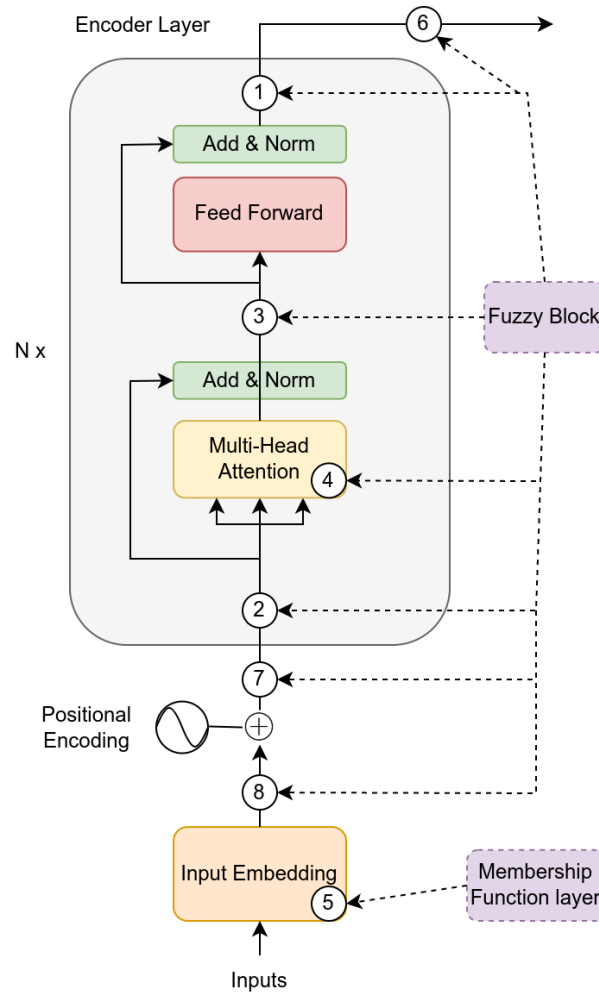 Encoder Layer
6
1
Add & Norm
Feed Forward
3
Fuzzy Block
N x
Add & Norm
Multi-Head
Attention
4
2
7
Positional
Encoding
8
Input Embedding
5
Membership
Function layer
Inputs